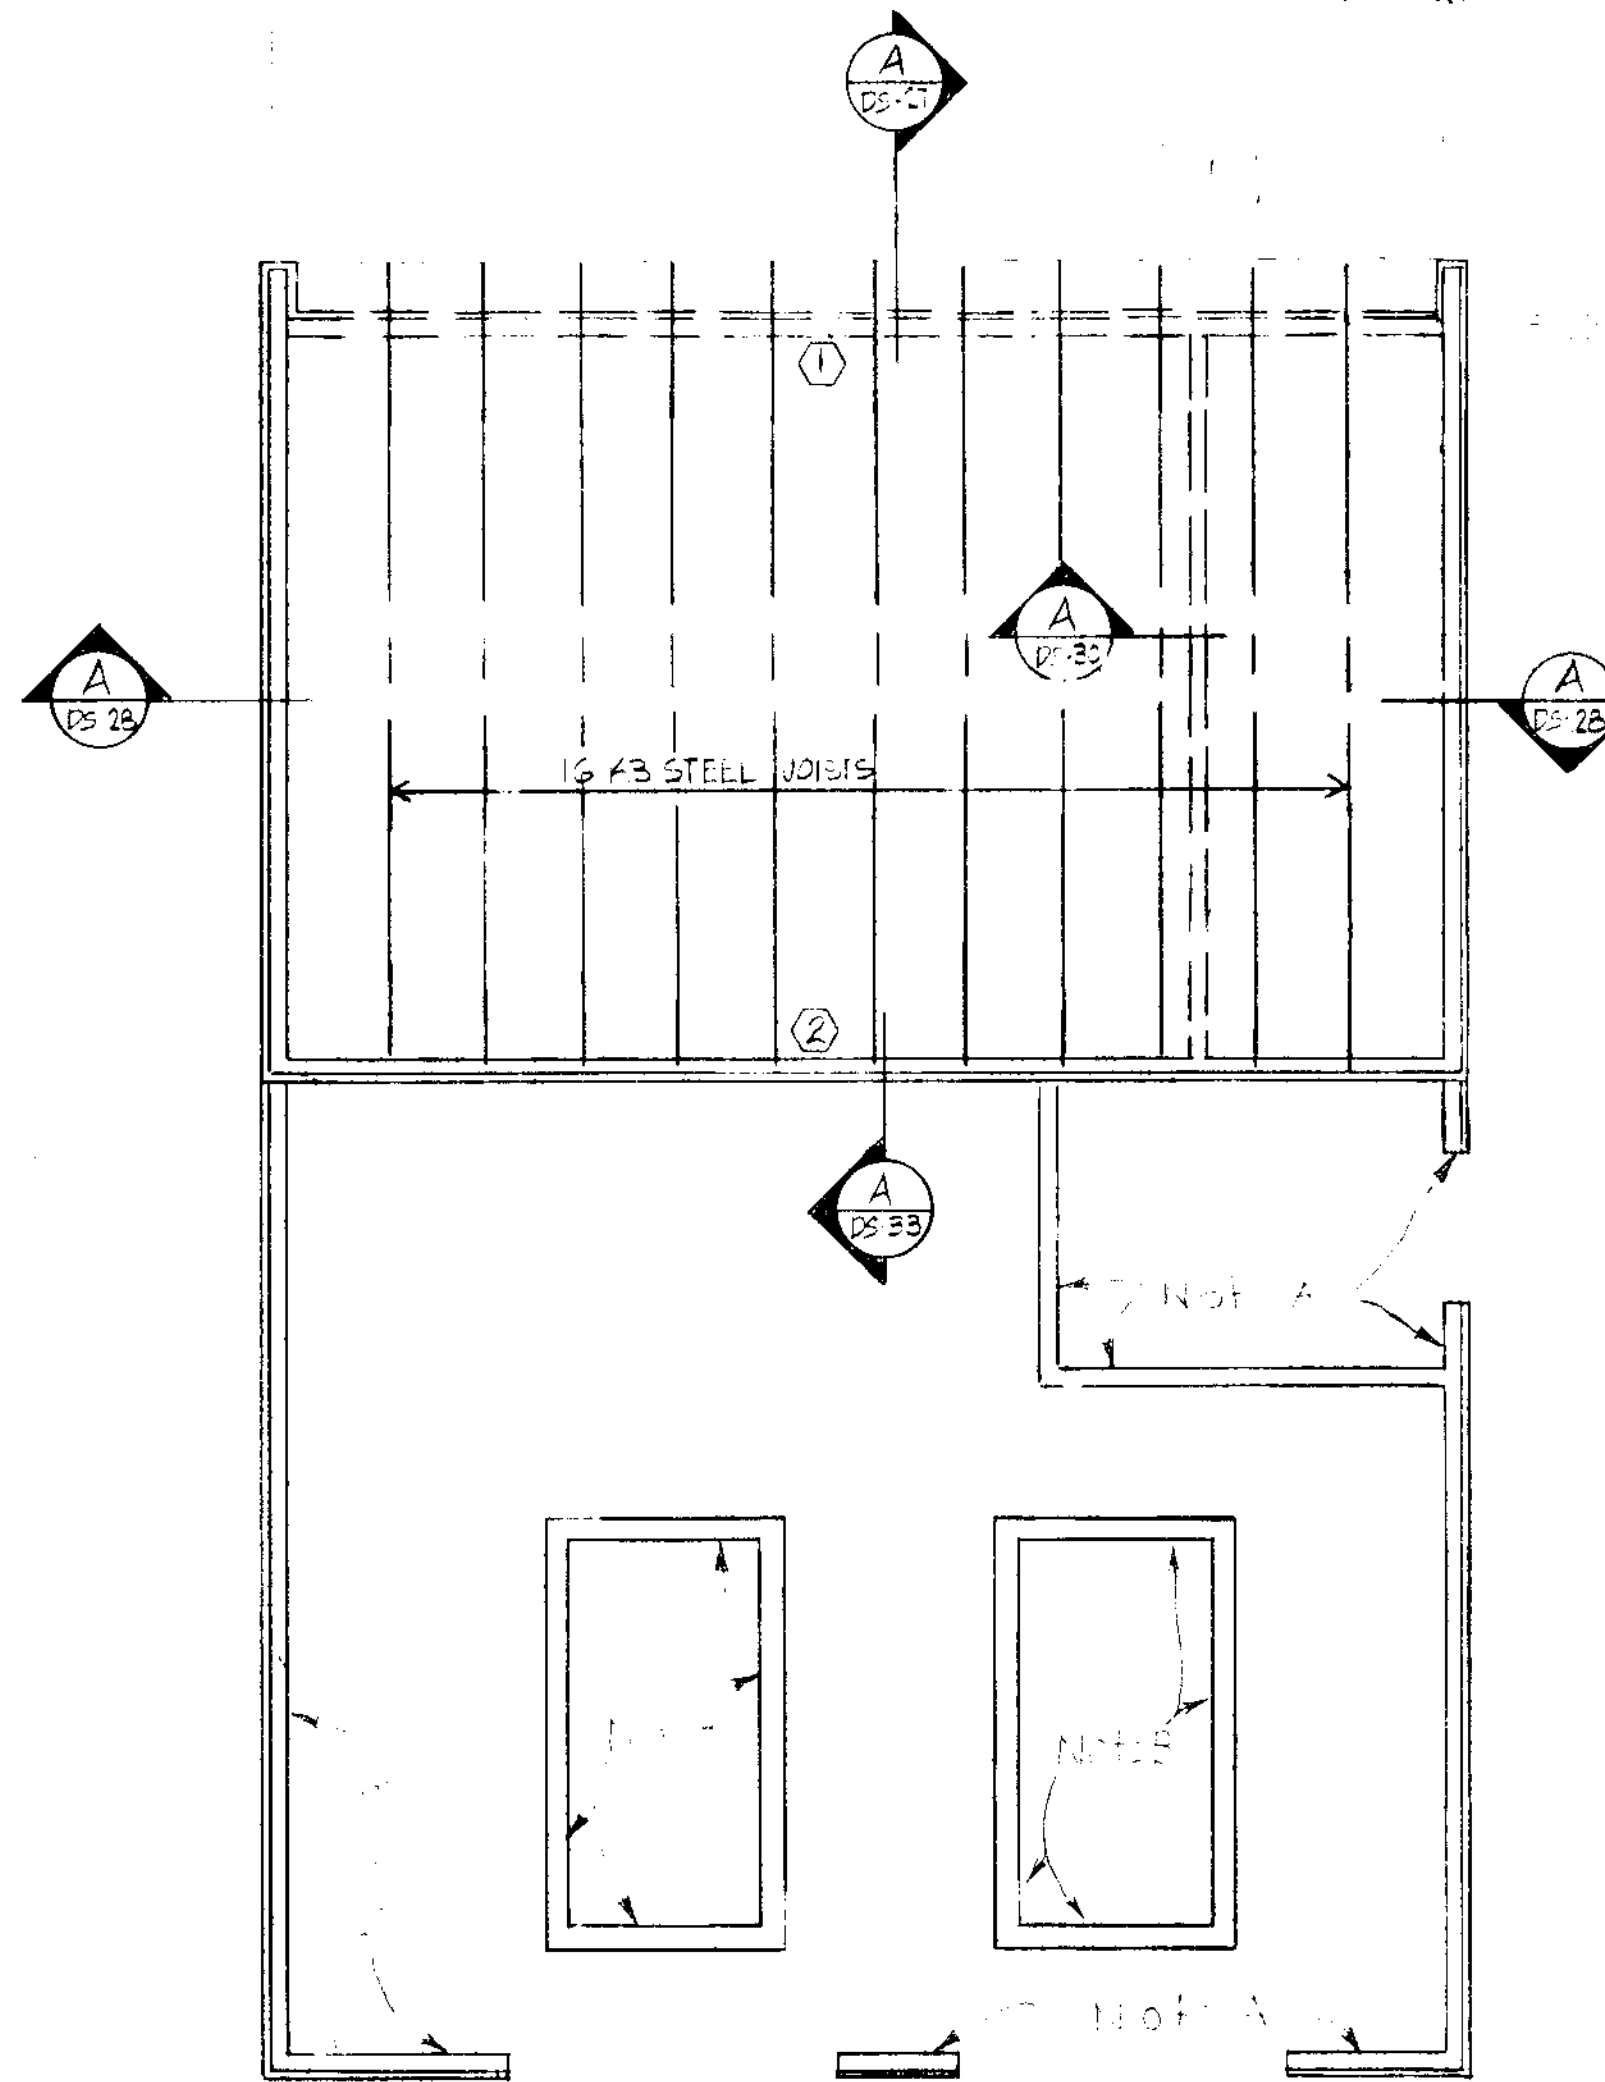 A
DS-27
1
A
DS-30
A
DS 28
A
DS-28
16 K3 STEEL JOISTS
2
A
DS-33
Note A
Note B
Note A